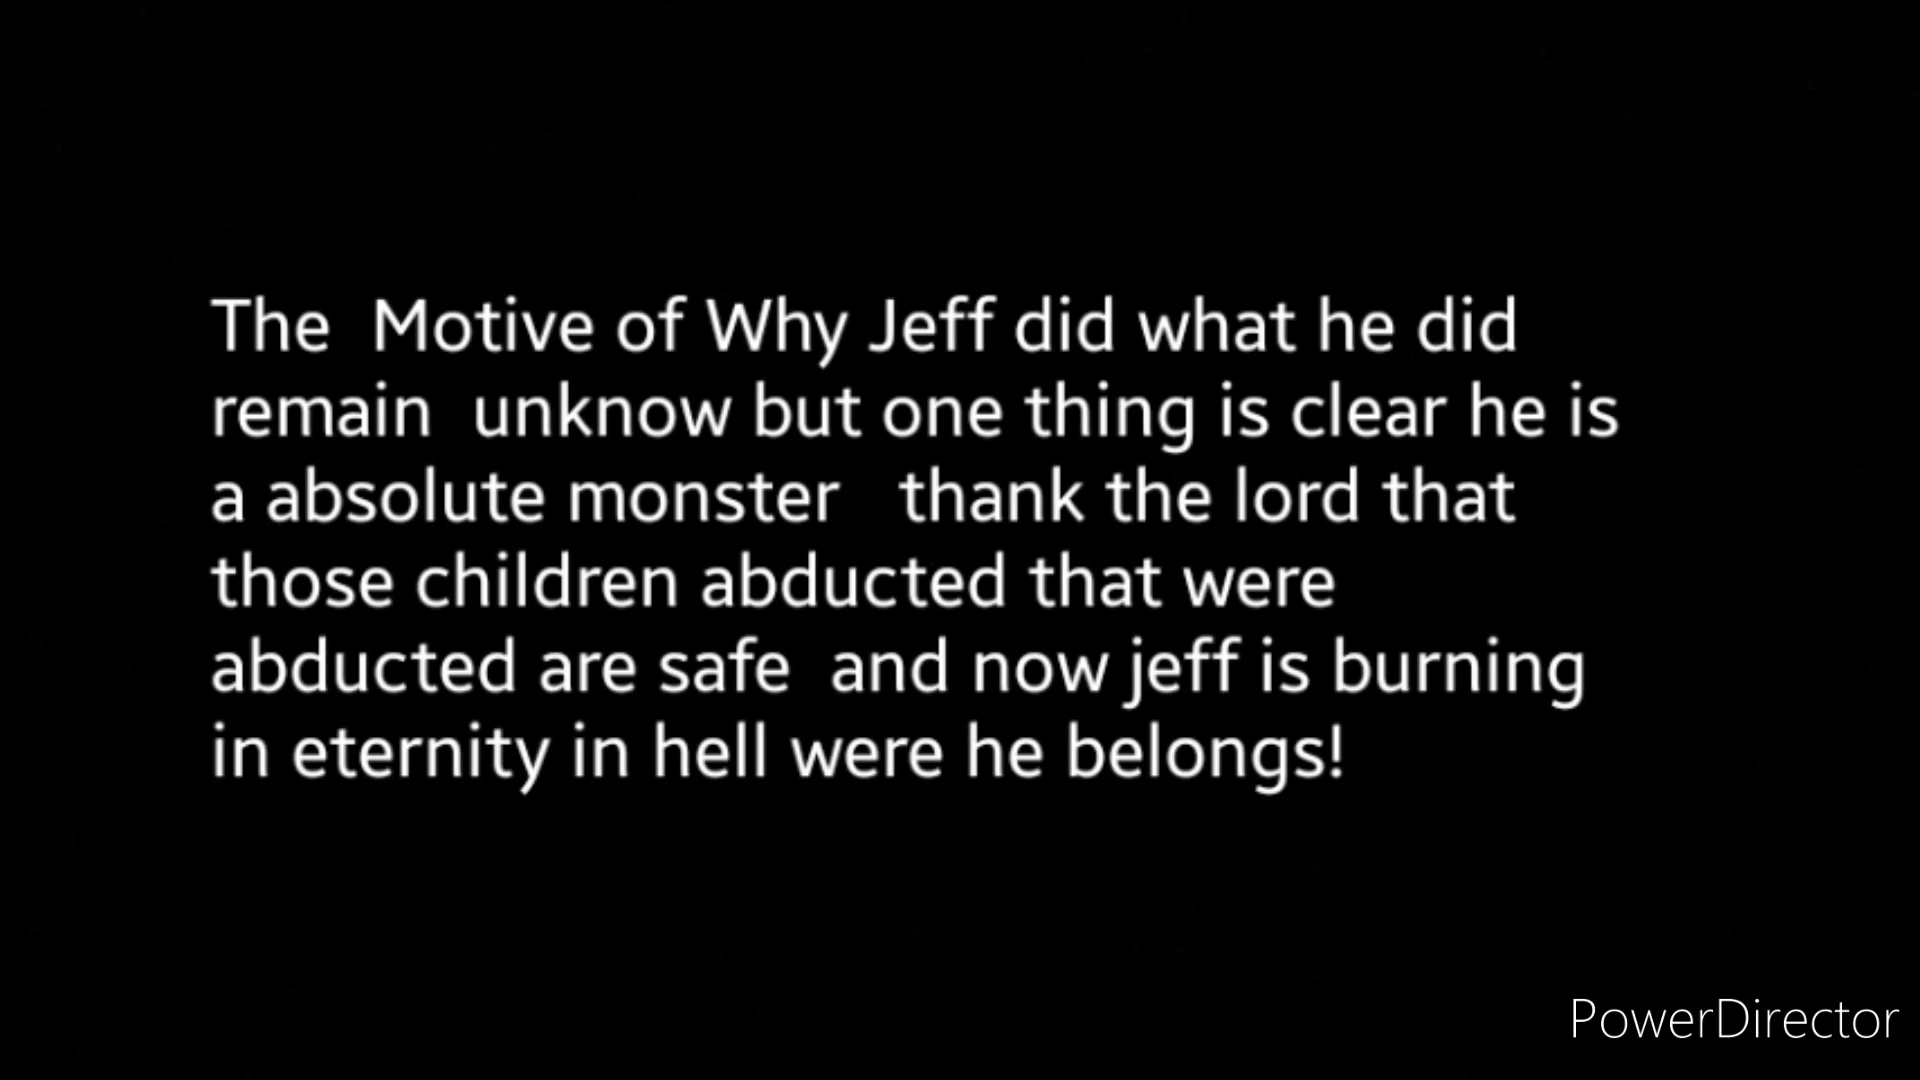 The  Motive of Why Jeff did what he did
remain  unknow but one thing is clear he is
a absolute monster   thank the lord that
those children abducted that were
abducted are safe  and now jeff is burning
in eternity in hell were he belongs!
PowerDirector